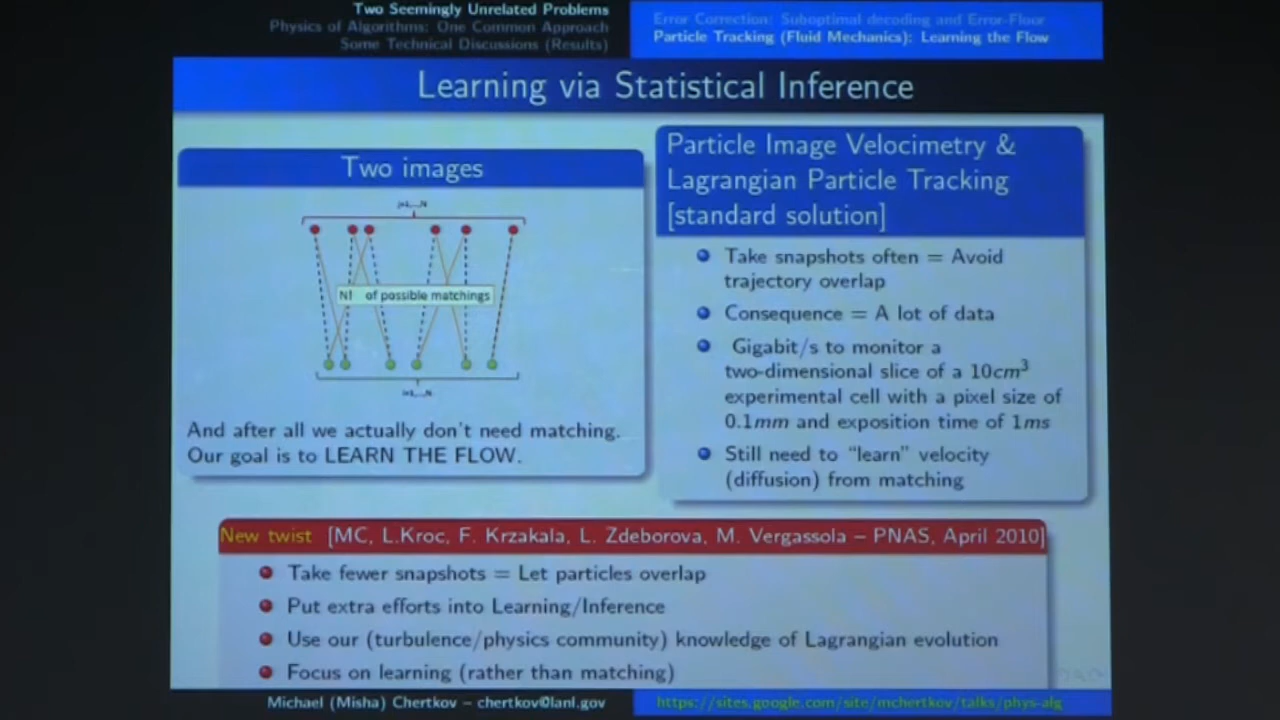 Two Seemingly Unrelated Problems
Physics of Algorithms: One Common Approach
Some Technical Discussions (Results)
Error Correction: Suboptimal decoding and Error-Floor
Particle Tracking (Fluid Mechanics): Learning the Flow
Learning via Statistical Inference
Two images
N! of possible matchings
And after all we actually don't need matching.
Our goal is to LEARN THE FLOW.
Particle Image Velocimetry &
Lagrangian Particle Tracking
[standard solution]
Take snapshots often = Avoid
trajectory overlap
Consequence = A lot of data
Gigabit/s to monitor a
two-dimensional slice of a 10cm³
experimental cell with a pixel size of
0.1mm and exposition time of 1ms
Still need to "learn" velocity
(diffusion) from matching
New twist [MC, L.Kroc, F. Krzakala, L. Zdeborova, M. Vergassola – PNAS, April 2010]
Take fewer snapshots = Let particles overlap
Put extra efforts into Learning/Inference
Use our (turbulence/physics community) knowledge of Lagrangian evolution
Focus on learning (rather than matching)
Michael (Misha) Chertkov – chertkov@lanl.gov
https://sites.google.com/site/mchertkov/talks/phys-alg